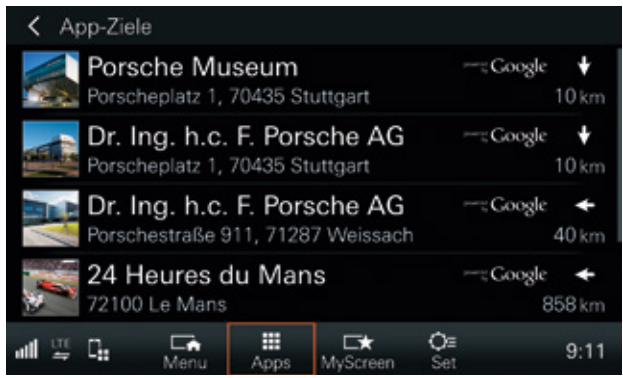 App-Ziele
Porsche Museum Google
Porscheplatz 1, 70435 Stuttgart 10 km
Dr. Ing. h.c. F. Porsche AG Google
Porscheplatz 1, 70435 Stuttgart 10 km
Dr. Ing. h.c. F. Porsche AG Google
Porschestraße 911, 71287 Weissach 40 km
24 Heures du Mans Google
72100 Le Mans 858 km
LTE Menu Apps MyScreen Set 9:11